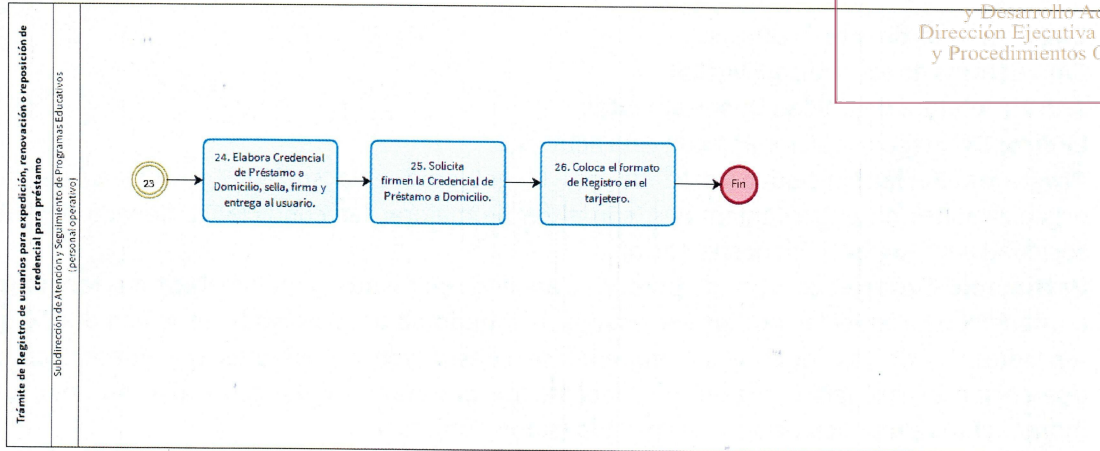 y Desarrollo
Dirección Ejecutiva
y Procedimientos
Trámite de Registro de usuarios para expedición, renovación o reposición de
credencial para préstamo
Subdirección de Atención y Seguimiento de Programas Educativos
(personal operativo)
23
24. Elabora Credencial
de Préstamo a
Domicilio, sella, firma y
entrega al usuario.
25. Solicita
firmen la Credencial de
Préstamo a Domicilio.
26. Coloca el formato
de Registro en el
tarjetero.
Fin